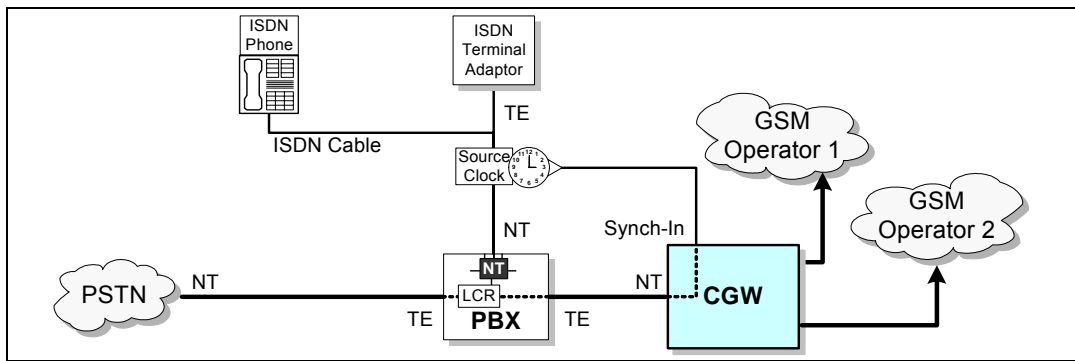 ISDN
Phone
ISDN
Terminal
Adaptor
TE
ISDN Cable
Source
Clock
GSM
Operator 1
GSM
Operator 2
NT
Synch-In
NT
PSTN
NT
LCR
TE
PBX
TE
NT
CGW